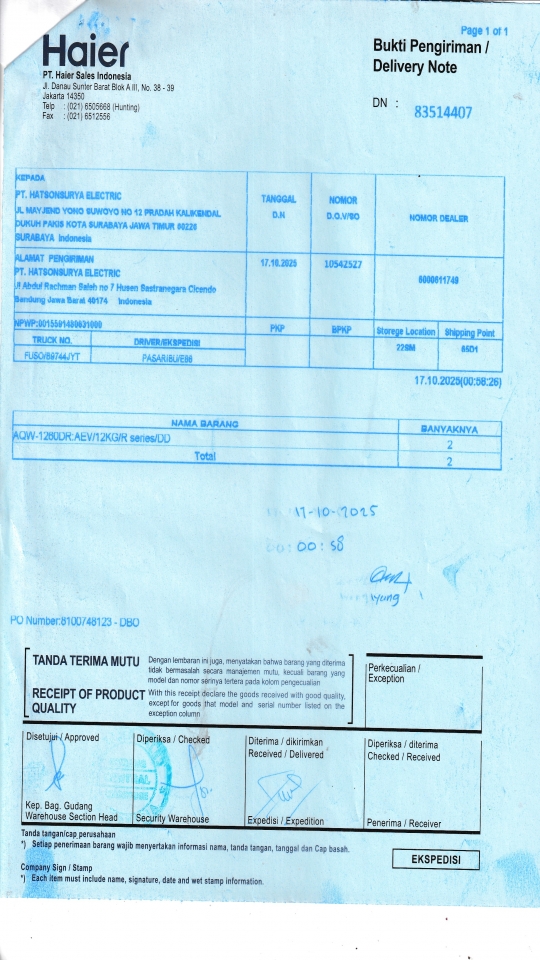 Page 1 of 1
Haier
PT. Haier Sales Indonesia
Jl. Danau Sunter Barat Blok A III, No. 38 - 39
Jakarta 14350
Telp : (021) 6505668 (Hunting)
Fax : (021) 6512556
Bukti Pengiriman /
Delivery Note
DN : 83514407
KEPADA
PT. HATSONSURYA ELECTRIC
JL MAYJEND YONO SUWOYO NO 12 PRADAH KALIKENDAL
DUKUH PAKIS KOTA SURABAYA JAWA TIMUR 60226
SURABAYA Indonesia
TANGGAL
D.N
NOMOR
D.O.V/SO
NOMOR DEALER
ALAMAT PENGIRIMAN
PT. HATSONSURYA ELECTRIC
Jl Abdul Rachman Saleh no 7 Husen Sastranegara Cicendo
Bandung Jawa Barat 40174 Indonesia
17.10.2025
10542527
6000611749
NPWP:
PKP
BPKP
Storege Location
Shipping Point
TRUCK NO.
DRIVER/EKSPEDISI
FUSO/B9744JYT
PASARIBU/E86
22SM
85D1
17.10.2025(00:58:26)
NAMA BARANG
BANYAKNYA
AQW-1280DR:AEV/12KG/R series/DD
2
Total
2
17-10-2025
00:58
PO Number:8100748123 - DBO
TANDA TERIMA MUTU
Dengan lembaran ini juga, menyatakan bahwa barang yang diterima
tidak bermasalah secara manajemen mutu, kecuali barang yang
model dan nomor serinya tertera pada kolom pengecualian
RECEIPT OF PRODUCT
QUALITY
With this receipt declare the goods received with good quality,
except for goods that model and serial number listed on the
exception column
Perkecualian /
Exception
Disetujui / Approved
Diperiksa / Checked
Diterima / dikirimkan
Received / Delivered
Diperiksa / diterima
Checked / Received
Kep. Bag. Gudang
Warehouse Section Head
Security Warehouse
Expedisi / Expedition
Penerima / Receiver
Tanda tangan/cap perusahaan
*) Setiap penerimaan barang wajib menyertakan informasi nama, tanda tangan, tanggal dan Cap basah.
EKSPEDISI
Company Sign / Stamp
*) Each item must include name, signature, date and wet stamp information.